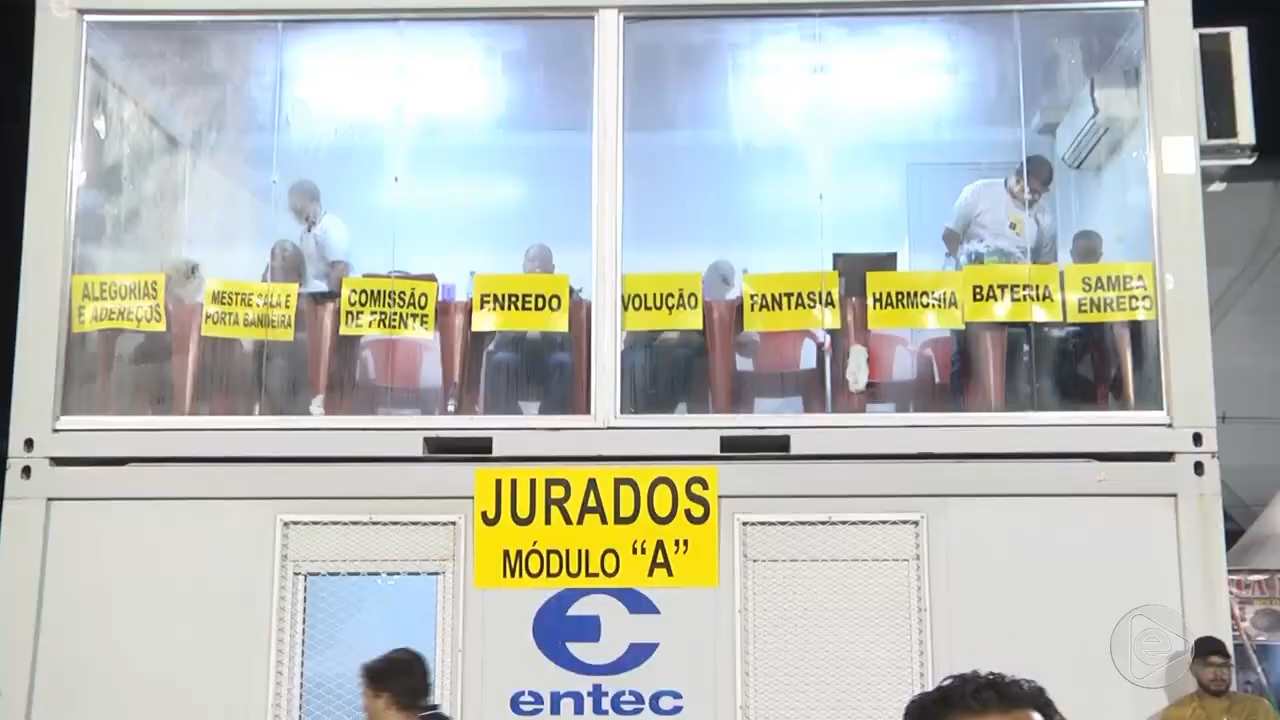 ALEGORIAS
E ADEREÇOS
MESTRE SALA E
PORTA BANDEIRA
COMISSÃO
DE FRENTE
ENREDO
VOLUÇÃO
FANTASIA
HARMONIA
BATERIA
SAMBA
ENREDO
JURADOS
MÓDULO “A”
entec